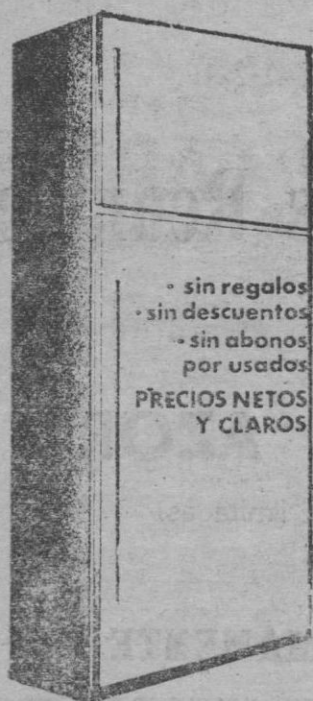 • sin regalos
• sin descuentos
• sin abonos
por usados
PRECIOS NETOS
Y CLAROS